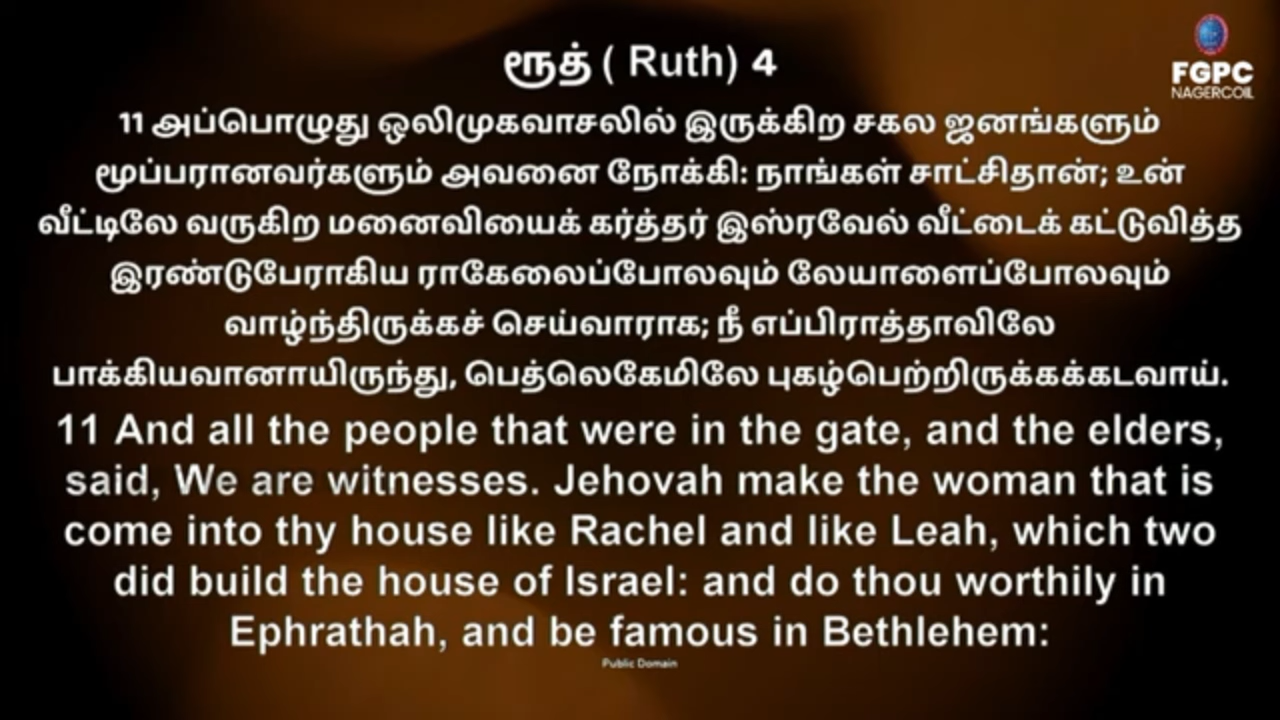 ரூத் ( Ruth) 4
FGPC
NAGERCOIL
11 அப்பொழுது ஒலிமுகவாசலில் இருக்கிற சகல ஜனங்களும்
மூப்பரானவர்களும் அவனை நோக்கி: நாங்கள் சாட்சிதான்; உன்
வீட்டிலே வருகிற மனைவியைக் கர்த்தர் இஸ்ரவேல் வீட்டைக் கட்டுவித்த
இரண்டுபேராகிய ராகேலைப்போலவும் லேயாளைப்போலவும்
வாழ்ந்திருக்கச் செய்வாராக; நீ எப்பிராத்தாவிலே
பாக்கியவானாயிருந்து, பெத்லெகேமிலே புகழ்பெற்றிருக்கக்கடவாய்.
11 And all the people that were in the gate, and the elders,
said, We are witnesses. Jehovah make the woman that is
come into thy house like Rachel and like Leah, which two
did build the house of Israel: and do thou worthily in
Ephrathah, and be famous in Bethlehem:
Public Domain